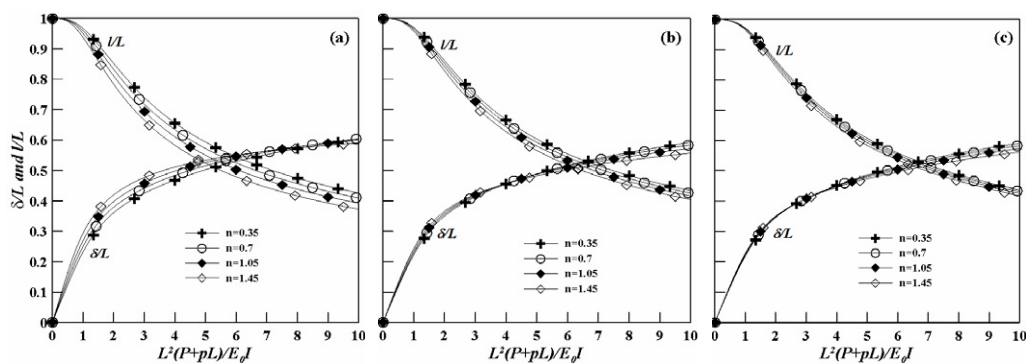 δ/L and l/L
1
0.9
0.8
0.7
0.6
0.5
0.4
0.3
0.2
0.1
0
(a)
l/L
δ/L
n=0.35
n=0.7
n=1.05
n=1.45
0 1 2 3 4 5 6 7 8 9 10
L²(P+pL)/E₀I
(b)
l/L
δ/L
n=0.35
n=0.7
n=1.05
n=1.45
0 1 2 3 4 5 6 7 8 9 10
L²(P+pL)/E₀I
(c)
l/L
δ/L
n=0.35
n=0.7
n=1.05
n=1.45
0 1 2 3 4 5 6 7 8 9 10
L²(P+pL)/E₀I